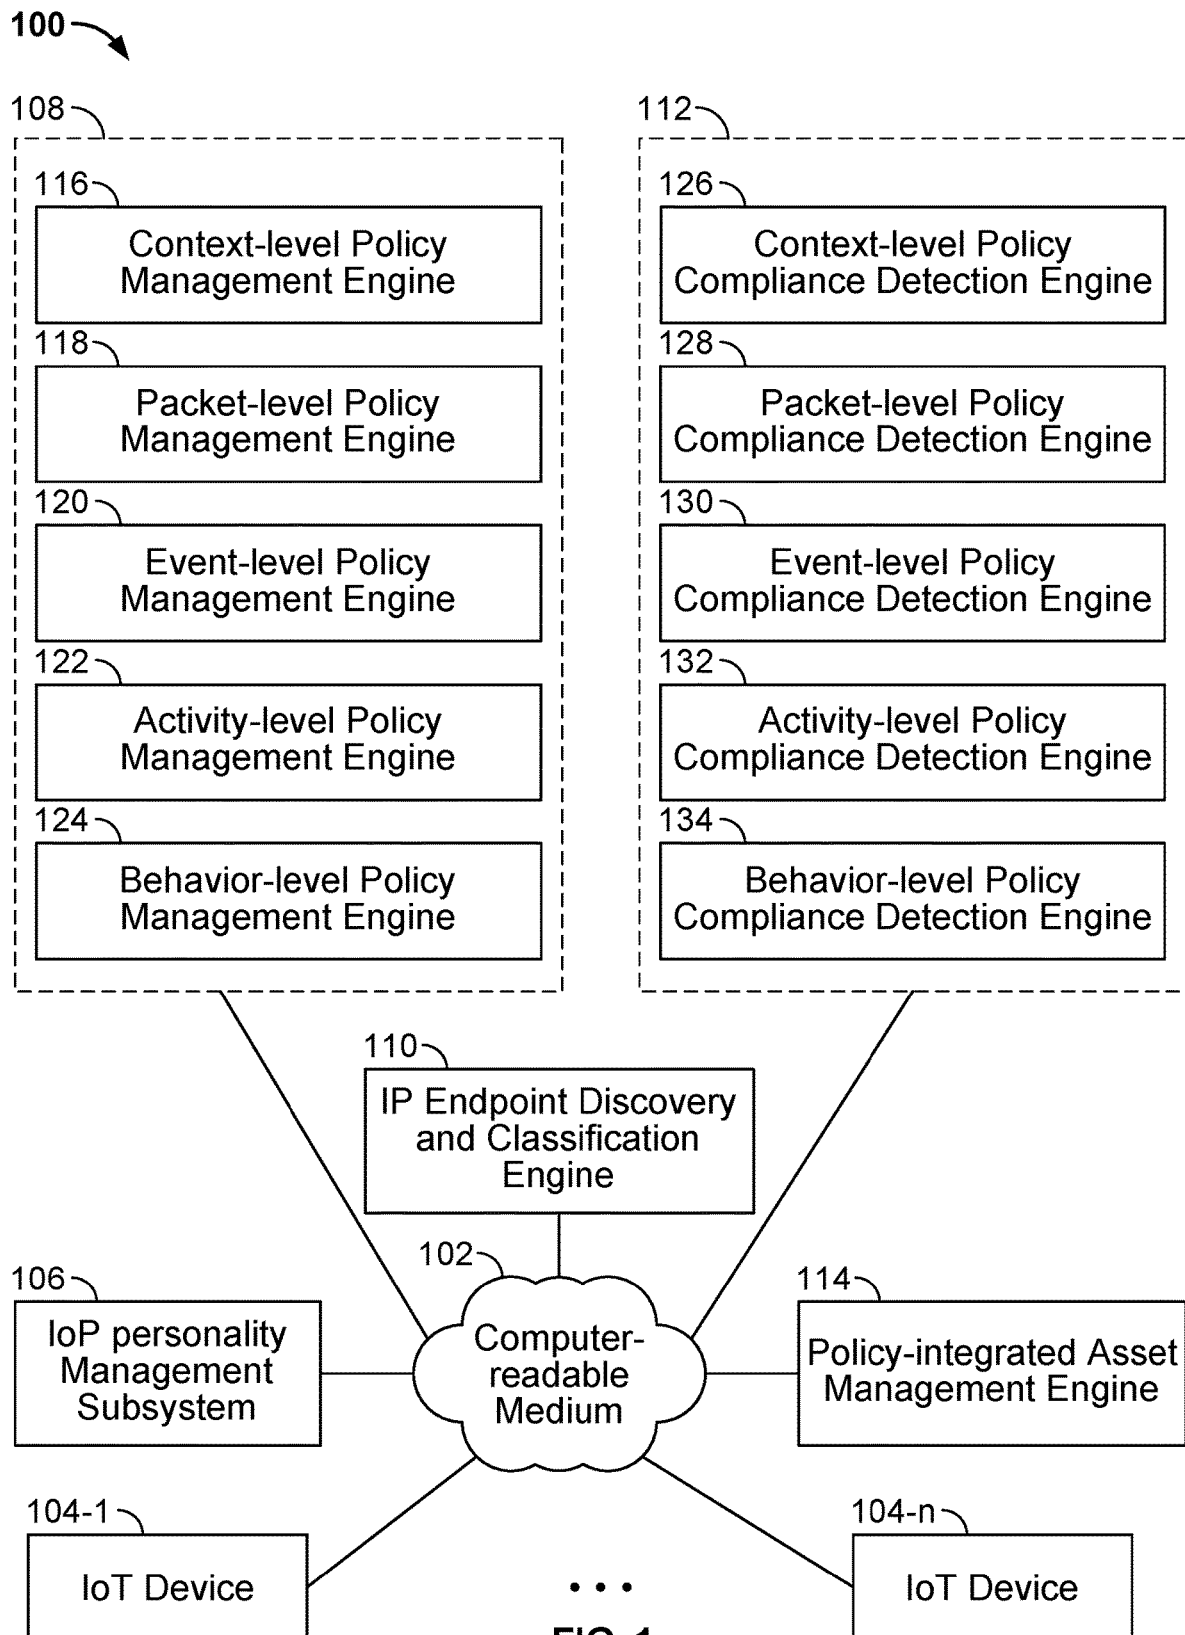 100
108
112
116
Context-level Policy
Management Engine
118
Packet-level Policy
Management Engine
120
Event-level Policy
Management Engine
122
Activity-level Policy
Management Engine
124
Behavior-level Policy
Management Engine
126
Context-level Policy
Compliance Detection Engine
128
Packet-level Policy
Compliance Detection Engine
130
Event-level Policy
Compliance Detection Engine
132
Activity-level Policy
Compliance Detection Engine
134
Behavior-level Policy
Compliance Detection Engine
110
IP Endpoint Discovery
and Classification
Engine
102
Computer-
readable
Medium
106
IoP personality
Management
Subsystem
114
Policy-integrated Asset
Management Engine
104-1
IoT Device
• • •
104-n
IoT Device
FIG. 1